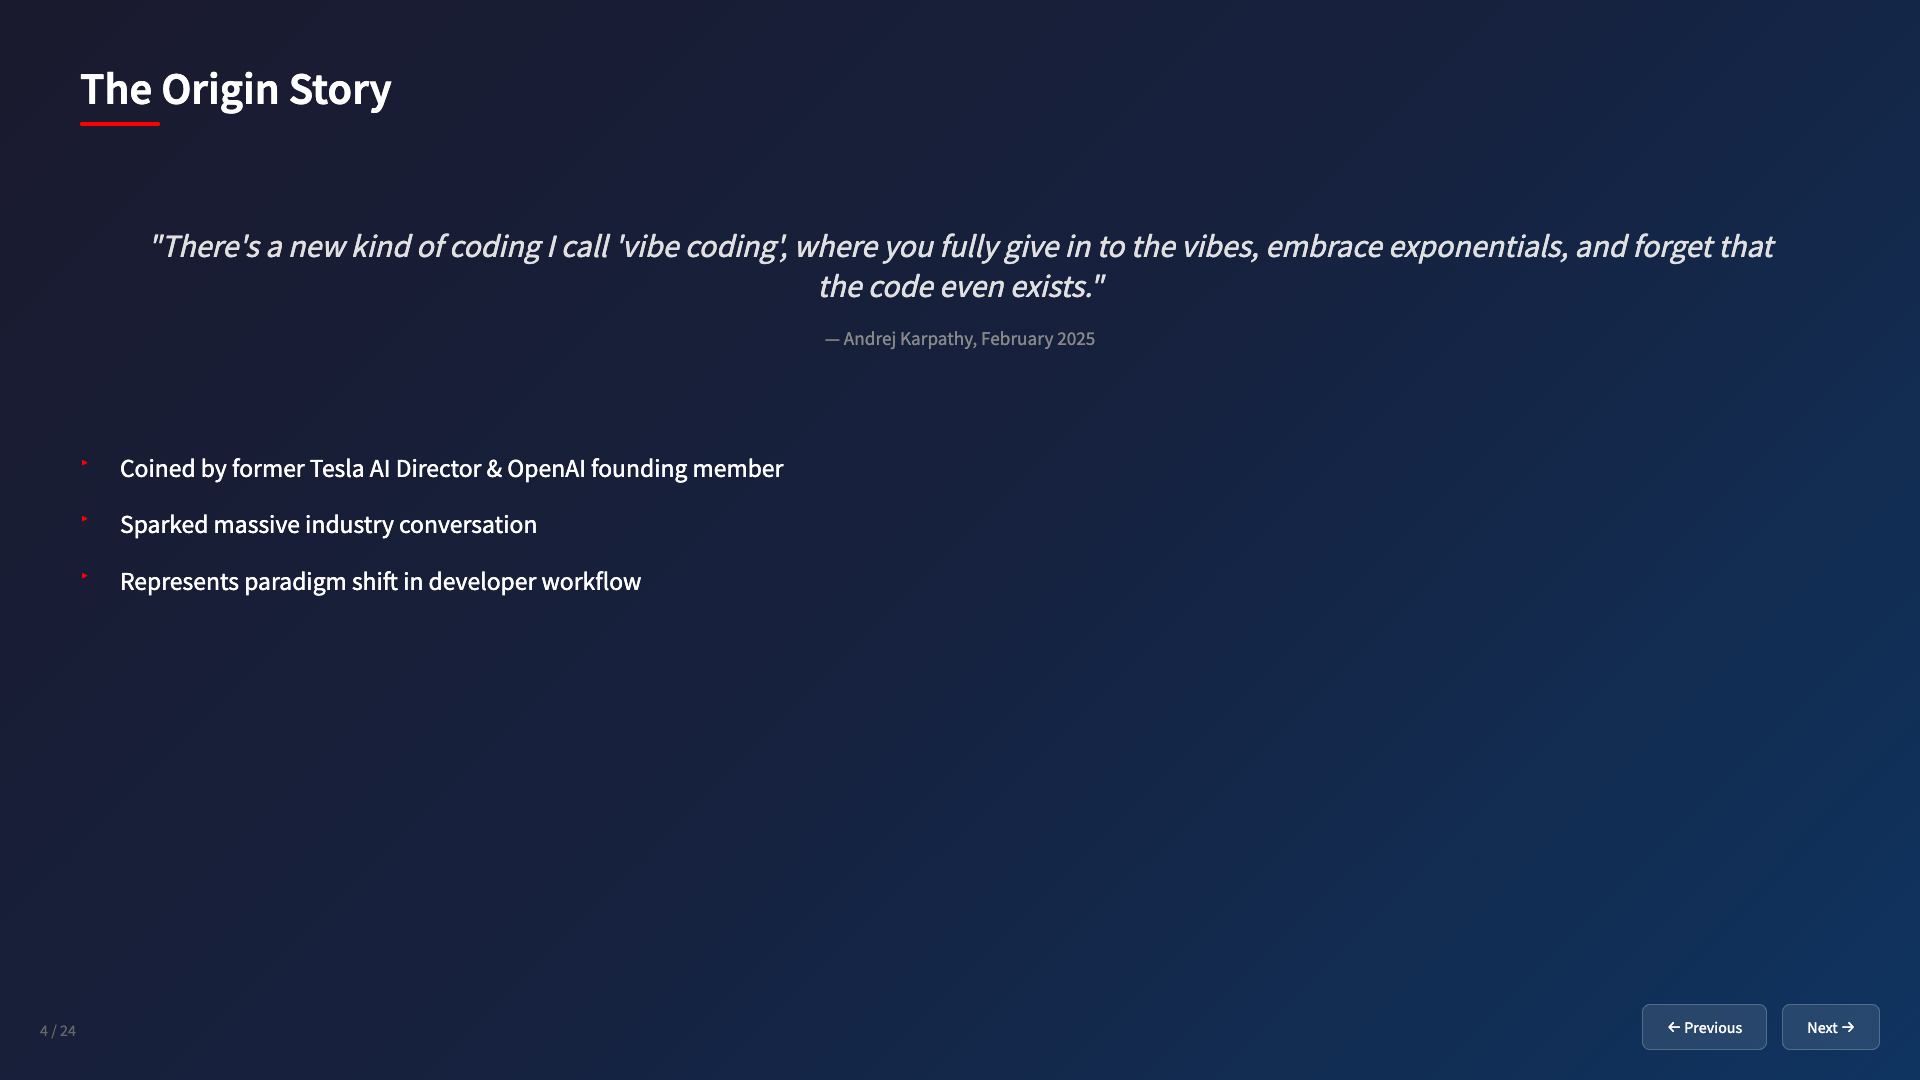 The Origin Story
"There's a new kind of coding I call 'vibe coding', where you fully give in to the vibes, embrace exponentials, and forget that
the code even exists."
— Andrej Karpathy, February 2025
‣ Coined by former Tesla AI Director & OpenAI founding member
‣ Sparked massive industry conversation
‣ Represents paradigm shift in developer workflow
4 / 24
← Previous
Next →